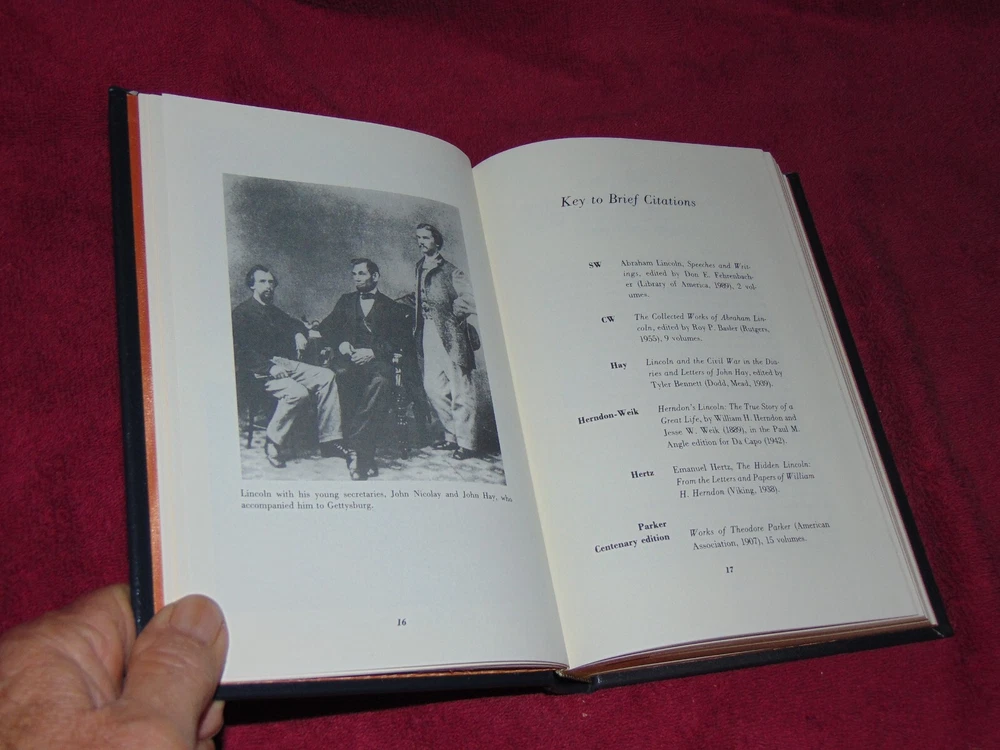 Lincoln with his young secretaries, John Nicolay and John Hay, who
accompanied him to Gettysburg.
16
Key to Brief Citations
SW Abraham Lincoln, Speeches and Writ-
ings, edited by Don E. Fehrenbach-
er (Library of America, 1989), 2 vol-
umes.
CW The Collected Works of Abraham Lin-
coln, edited by Roy P. Basler (Rutgers,
1955), 9 volumes.
Hay Lincoln and the Civil War in the Dia-
ries and Letters of John Hay, edited by
Tyler Bennett (Dodd, Mead, 1939).
Herndon-Weik Herndon's Lincoln: The True Story of a
Great Life, by William H. Herndon and
Jesse W. Weik (1889), in the Paul M.
Angle edition for Da Capo (1942).
Hertz Emanuel Hertz, The Hidden Lincoln:
From the Letters and Papers of William
H. Herndon (Viking, 1938).
Parker
Centenary edition Works of Theodore Parker (American
Association, 1907), 15 volumes.
17